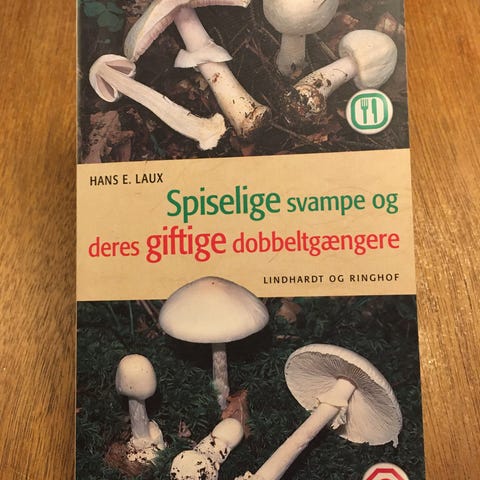 HANS E. LAUX
Spiselige svampe og
deres giftige dobbeltgængere
LINDHARDT OG RINGHOF